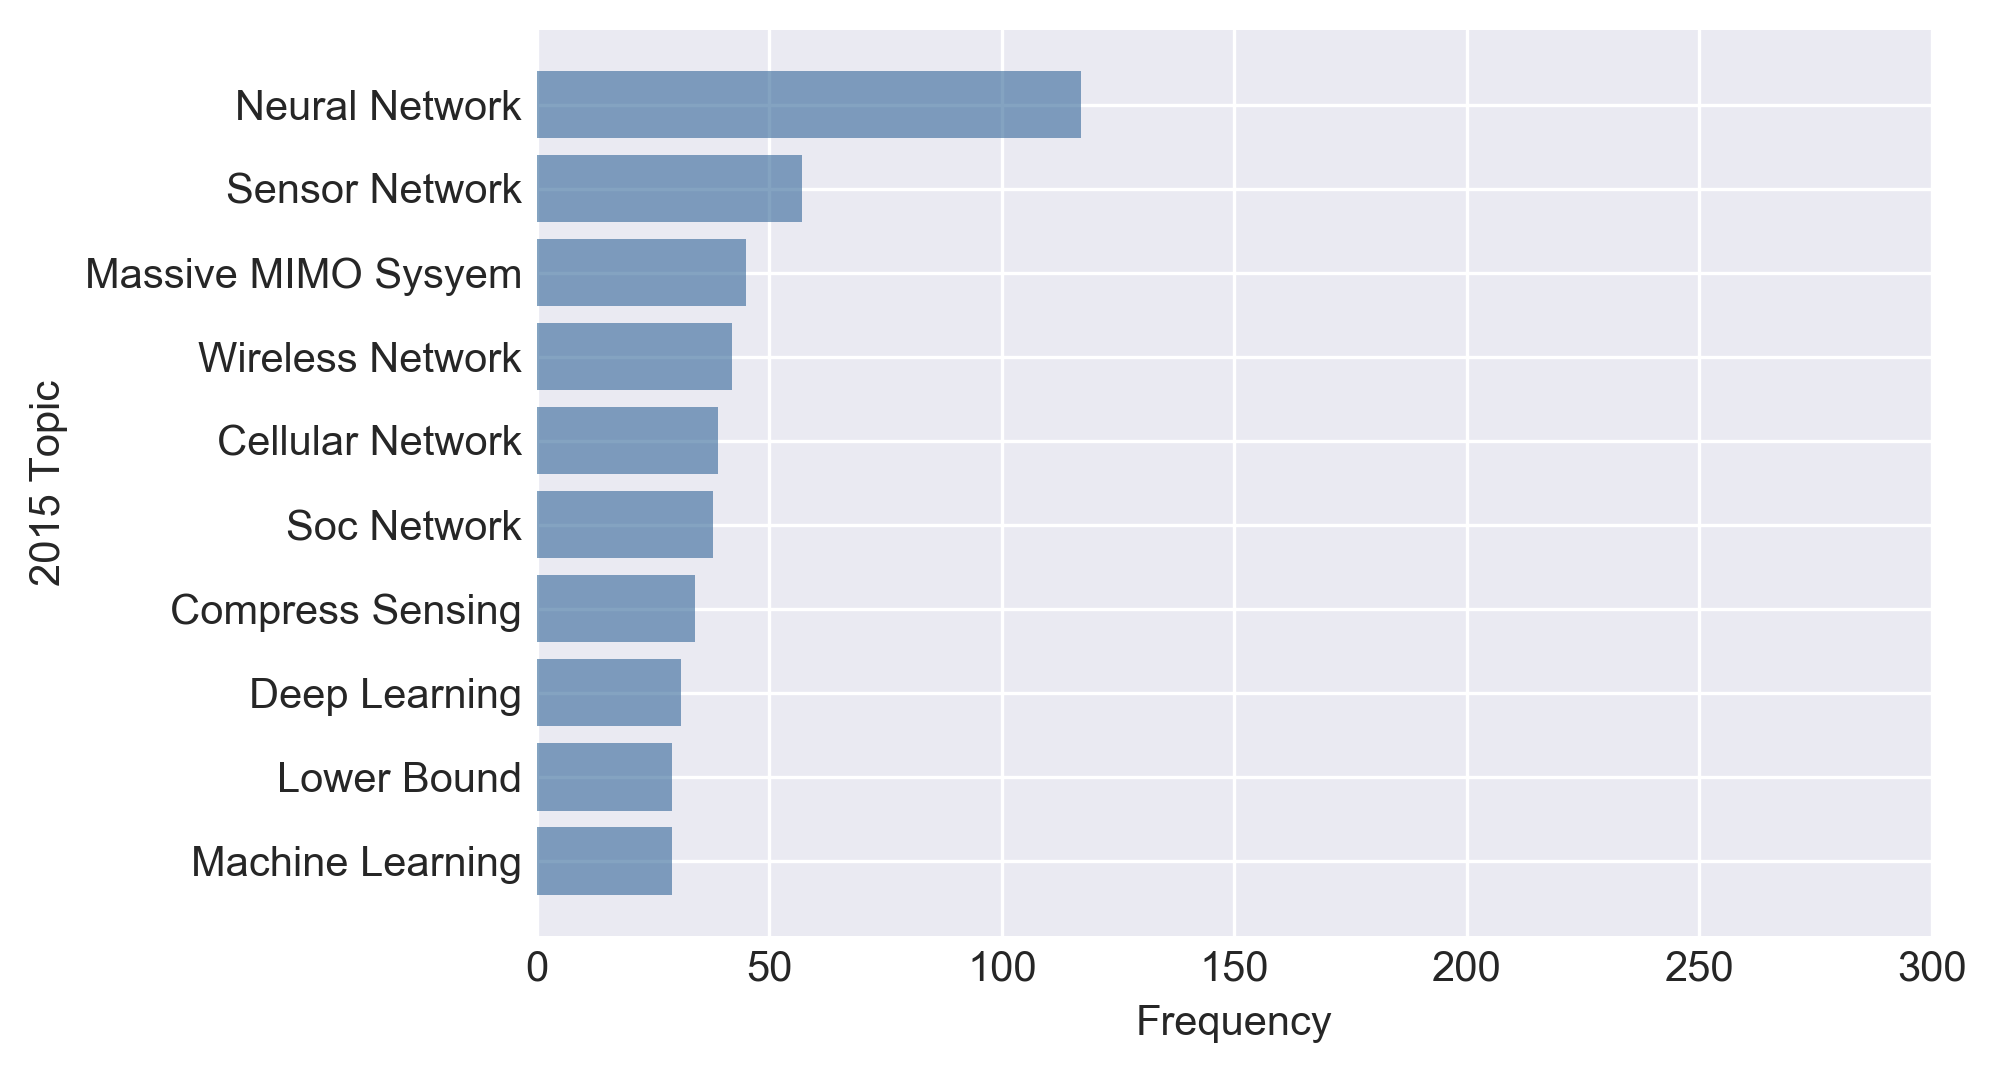 2015 Topic
Neural Network
Sensor Network
Massive MIMO Sysyem
Wireless Network
Cellular Network
Soc Network
Compress Sensing
Deep Learning
Lower Bound
Machine Learning
0 50 100 150 200 250 300
Frequency